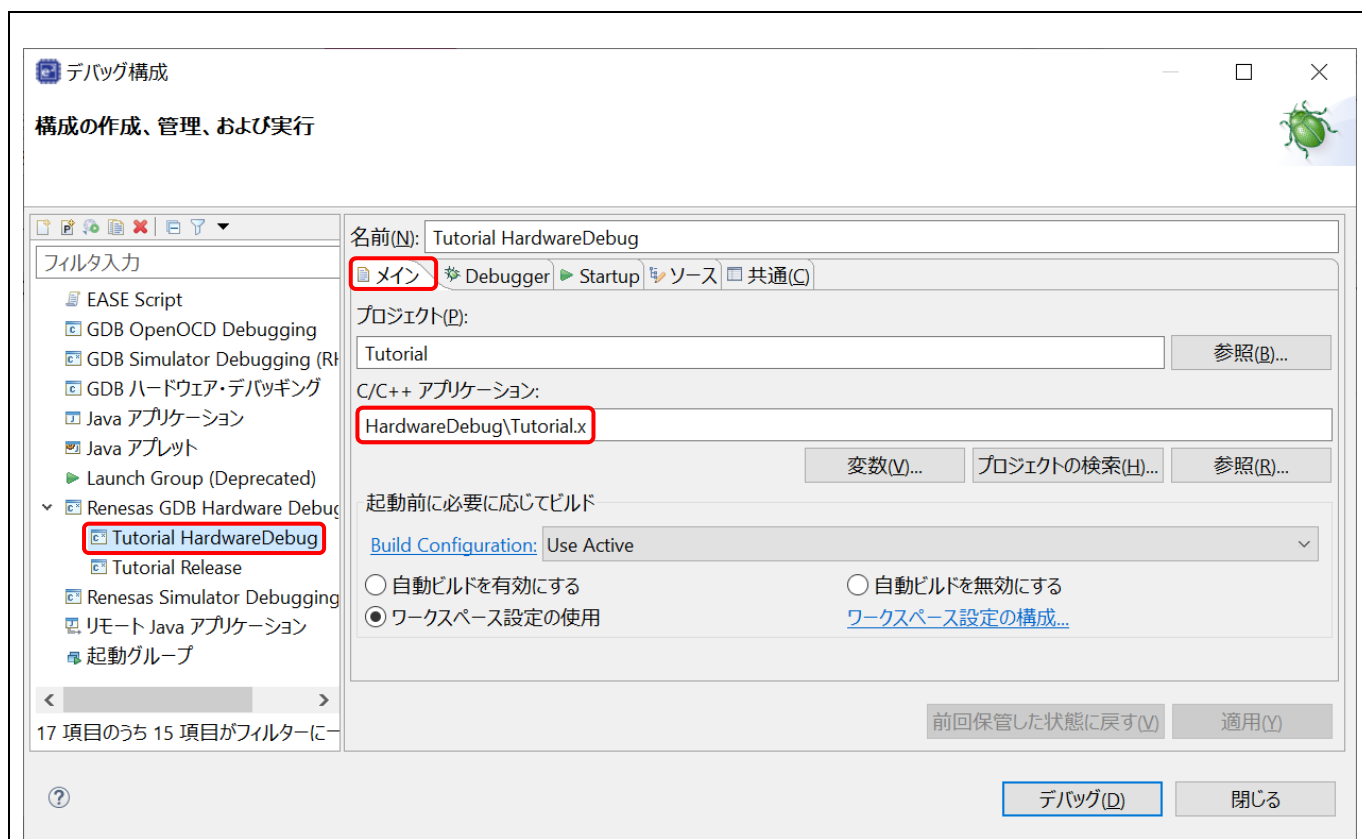 デバッグ構成
構成の作成、管理、および実行
フィルタ入力
EASE Script
GDB OpenOCD Debugging
GDB Simulator Debugging (RH
GDB ハードウェア・デバッギング
Java アプリケーション
Java アプレット
Launch Group (Deprecated)
Renesas GDB Hardware Debug
Tutorial HardwareDebug
Tutorial Release
Renesas Simulator Debugging
リモート Java アプリケーション
起動グループ
17 項目のうち 15 項目がフィルターに一
名前(N): Tutorial HardwareDebug
メイン Debugger Startup ソース 共通(C)
プロジェクト(P):
Tutorial 参照(B)...
C/C++ アプリケーション:
HardwareDebug\Tutorial.x
変数(V)... プロジェクトの検索(H)... 参照(R)...
起動前に必要に応じてビルド
Build Configuration: Use Active
自動ビルドを有効にする 自動ビルドを無効にする
ワークスペース設定の使用 ワークスペース設定の構成...
前回保管した状態に戻す(V) 適用(Y)
デバッグ(D) 閉じる